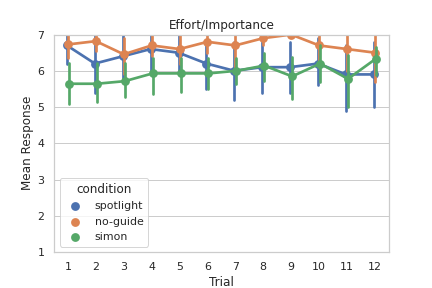 Effort/Importance
7
6
5
4
3
2
1
Mean Response
condition
spotlight
no-guide
simon
1 2 3 4 5 6 7 8 9 10 11 12
Trial